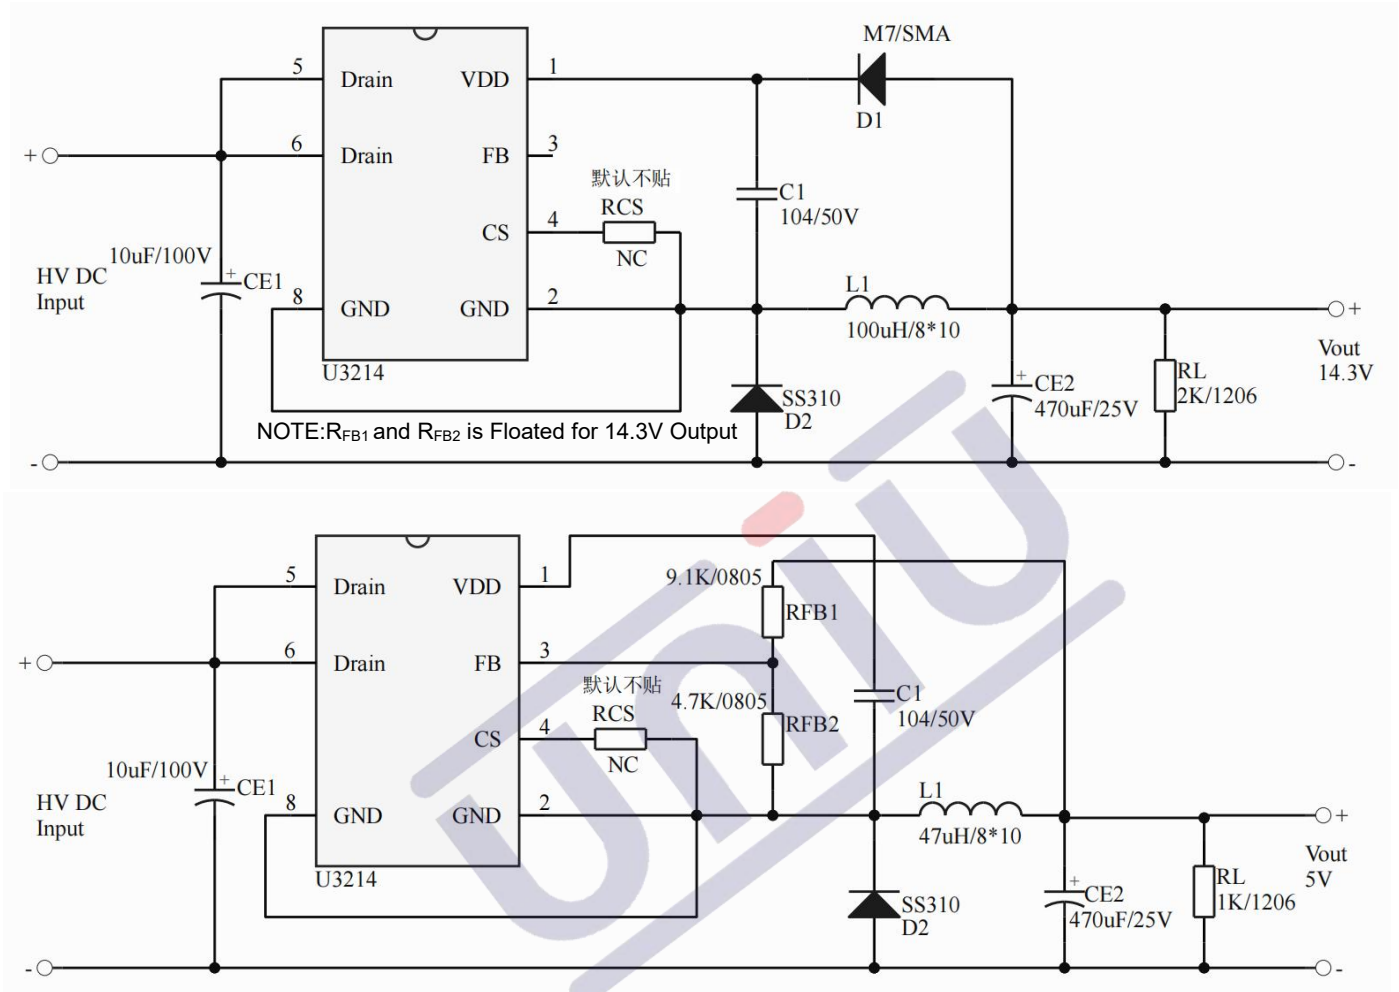 M7/SMA
5
Drain
VDD
1
D1
+
6
Drain
FB
3
默认不贴
RCS
C1
104/50V
CS
4
NC
10uF/100V
+
CE1
HV DC
Input
8
GND
GND
2
L1
100uH/8*10
+
Vout
14.3V
U3214
SS310
D2
+
CE2
470uF/25V
RL
2K/1206
NOTE:RFB1 and RFB2 is Floated for 14.3V Output
-
-
uniu
5
Drain
VDD
1
9.1K/0805
RFB1
+
6
Drain
FB
3
默认不贴
RCS
4.7K/0805
RFB2
C1
104/50V
CS
4
NC
10uF/100V
+
CE1
HV DC
Input
8
GND
GND
2
L1
47uH/8*10
+
Vout
5V
U3214
SS310
D2
+
CE2
470uF/25V
RL
1K/1206
-
-